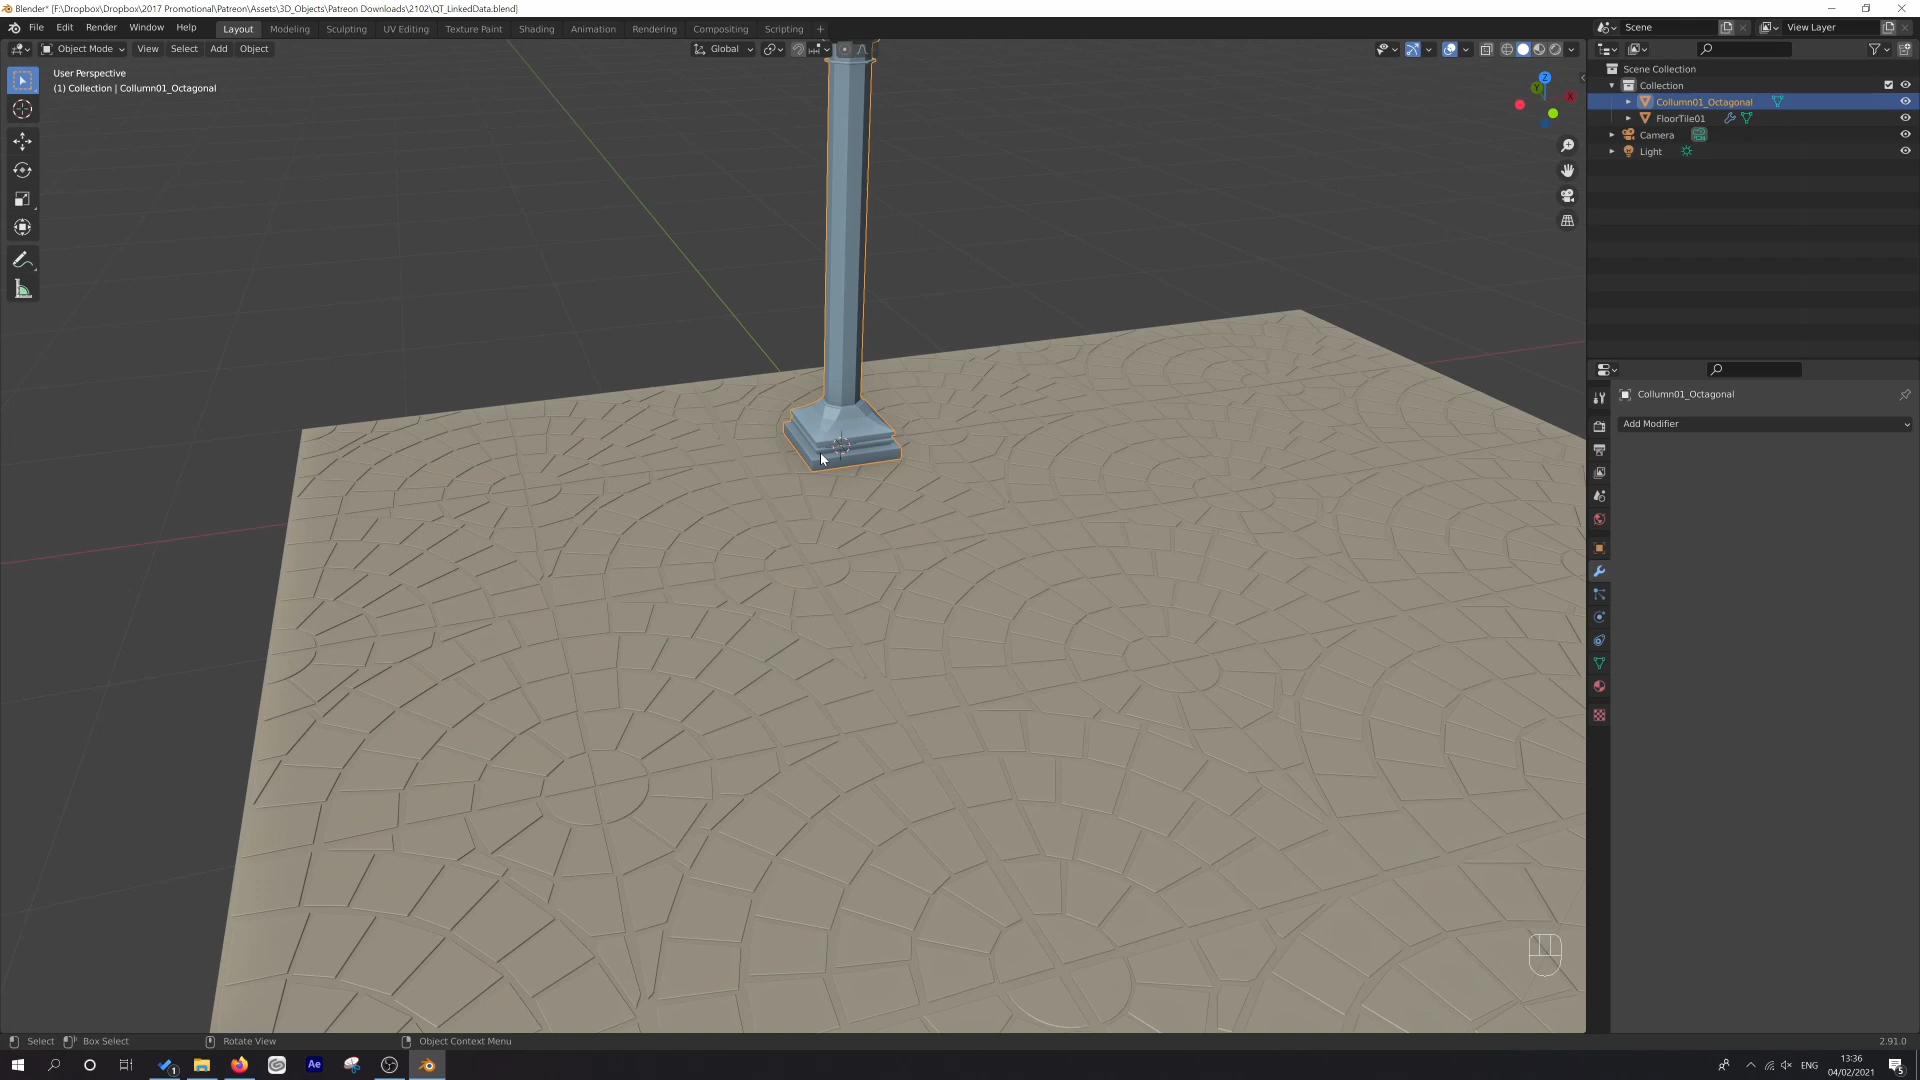 Blender* [F:\Dropbox\Dropbox\2017 Promotional\Patreon\Assets\3D_Objects\Patreon Downloads\2102\QT_LinkedData.blend]
File Edit Render Window Help Layout Modeling Sculpting UV Editing Texture Paint Shading Animation Rendering Compositing Scripting + Scene View Layer
Object Mode View Select Add Object Global
User Perspective
(1) Collection | Collumn01_Octagonal
Z
Y
X
Scene Collection
Collection
Collumn01_Octagonal
FloorTile01
Camera
Light
Collumn01_Octagonal
Add Modifier
Select Box Select Rotate View Object Context Menu 2.91.0
1 Ae ENG 13:36 04/02/2021 5